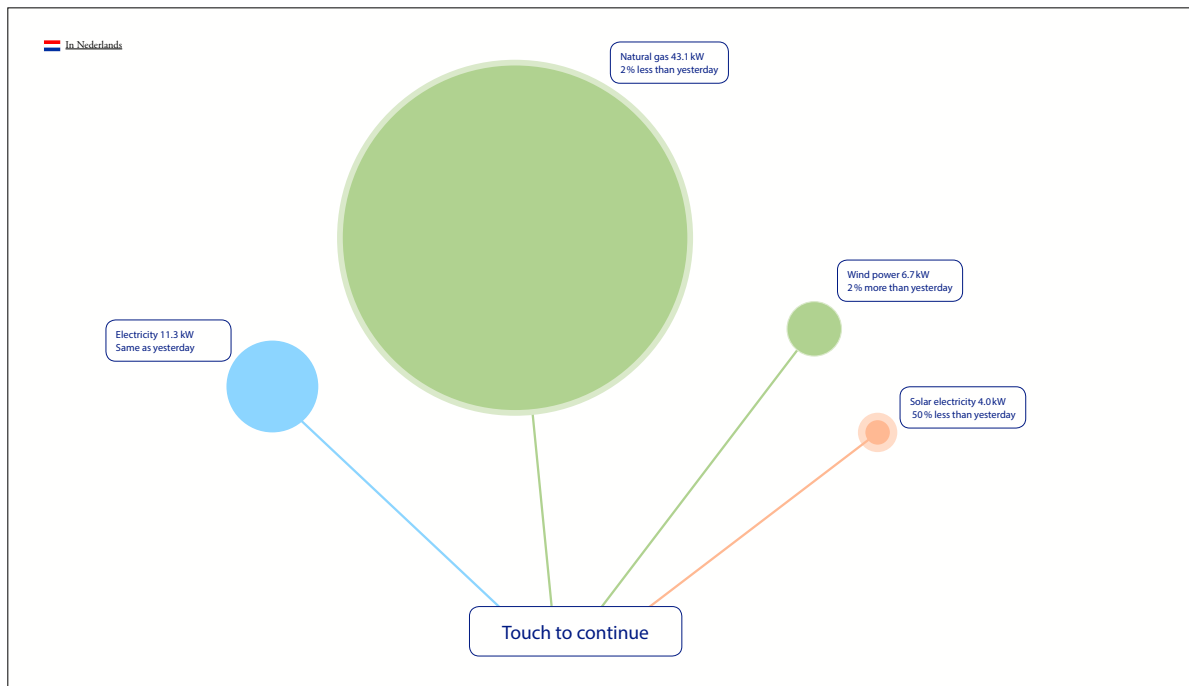 In Nederlands
Natural gas 43.1 kW
2% less than yesterday
Wind power 6.7 kW
2% more than yesterday
Electricity 11.3 kW
Same as yesterday
Solar electricity 4.0 kW
50% less than yesterday
Touch to continue